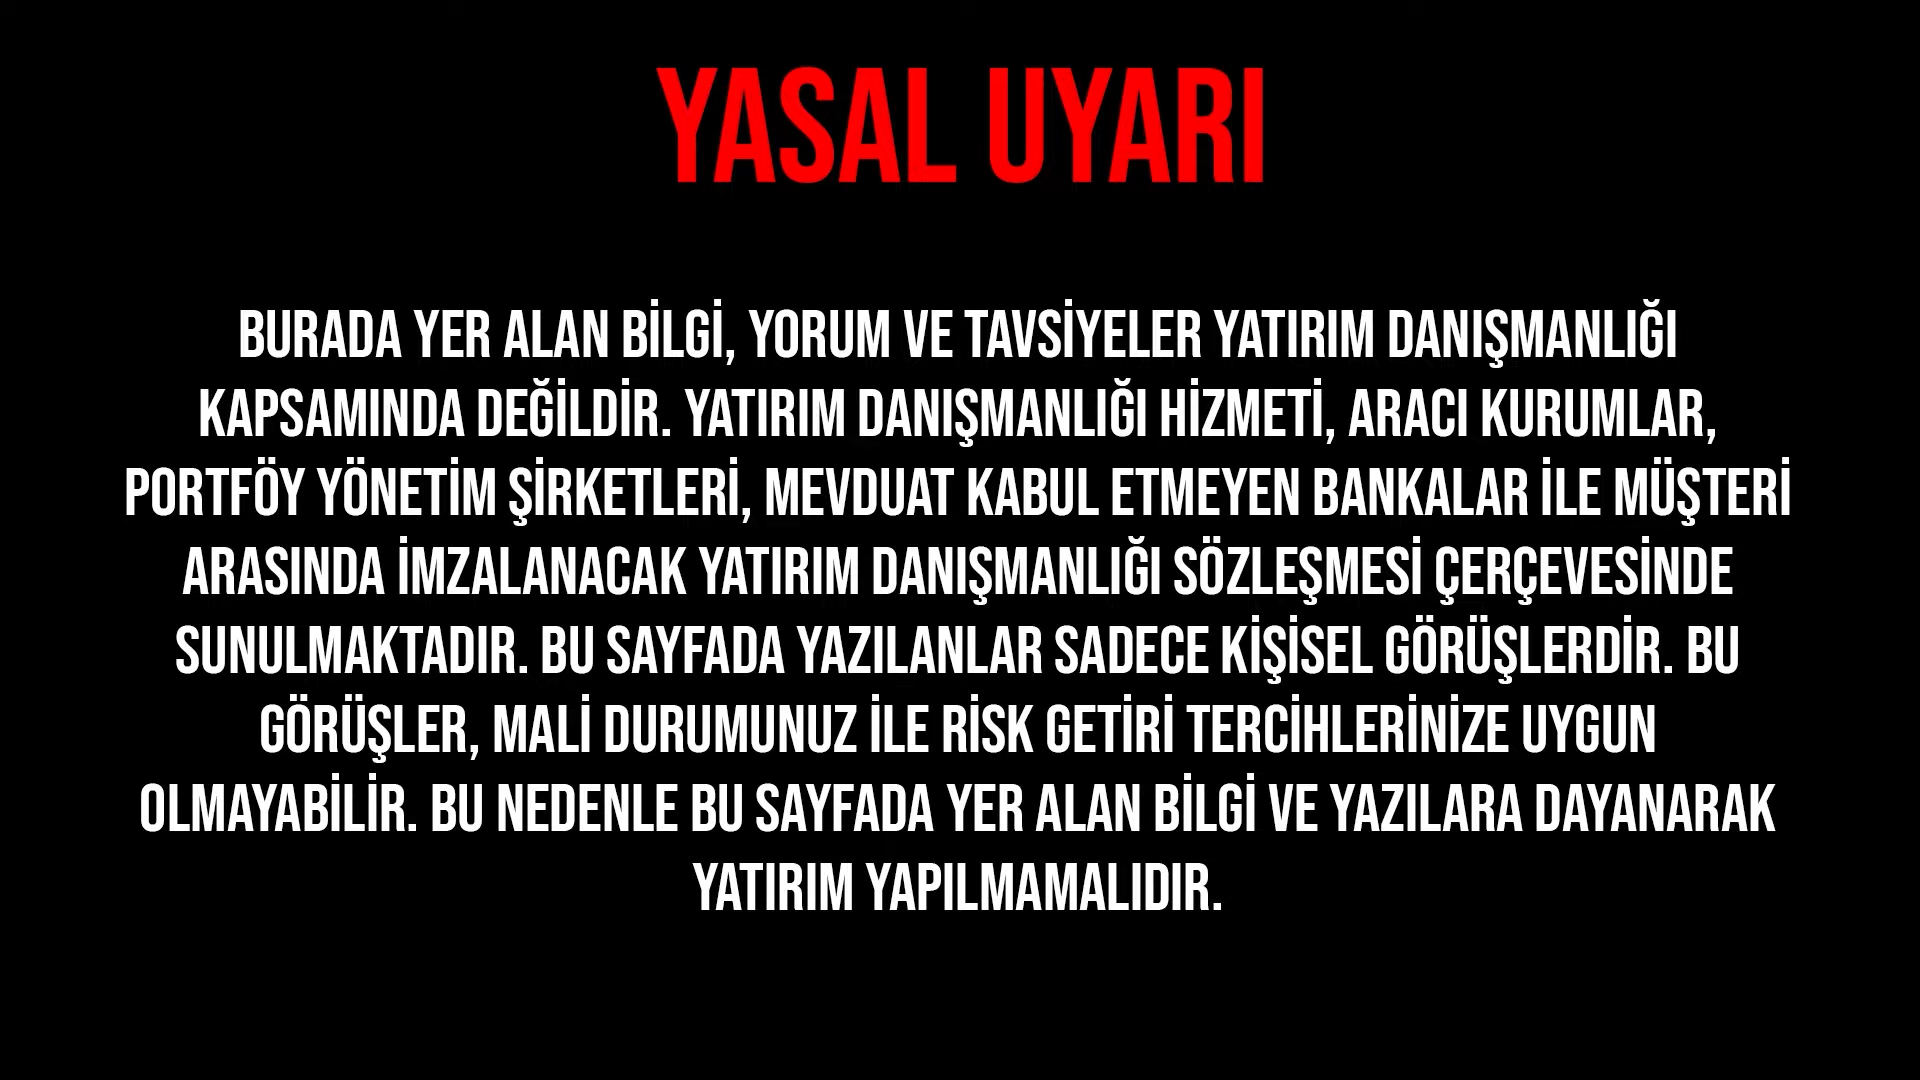 YASAL UYARI
BURADA YER ALAN BİLGİ, YORUM VE TAVSİYELER YATIRIM DANIŞMANLIĞI
KAPSAMINDA DEĞİLDİR. YATIRIM DANIŞMANLIĞI HİZMETİ, ARACI KURUMLAR,
PORTFÖY YÖNETİM ŞİRKETLERİ, MEVDUAT KABUL ETMEYEN BANKALAR İLE MÜŞTERİ
ARASINDA İMZALANACAK YATIRIM DANIŞMANLIĞI SÖZLEŞMESİ ÇERÇEVESİNDE
SUNULMAKTADIR. BU SAYFADA YAZILANLAR SADECE KİŞİSEL GÖRÜŞLERDİR. BU
GÖRÜŞLER, MALİ DURUMUNUZ İLE RİSK GETİRİ TERCİHLERİNİZE UYGUN
OLMAYABİLİR. BU NEDENLE BU SAYFADA YER ALAN BİLGİ VE YAZILARA DAYANARAK
YATIRIM YAPILMAMALIDIR.